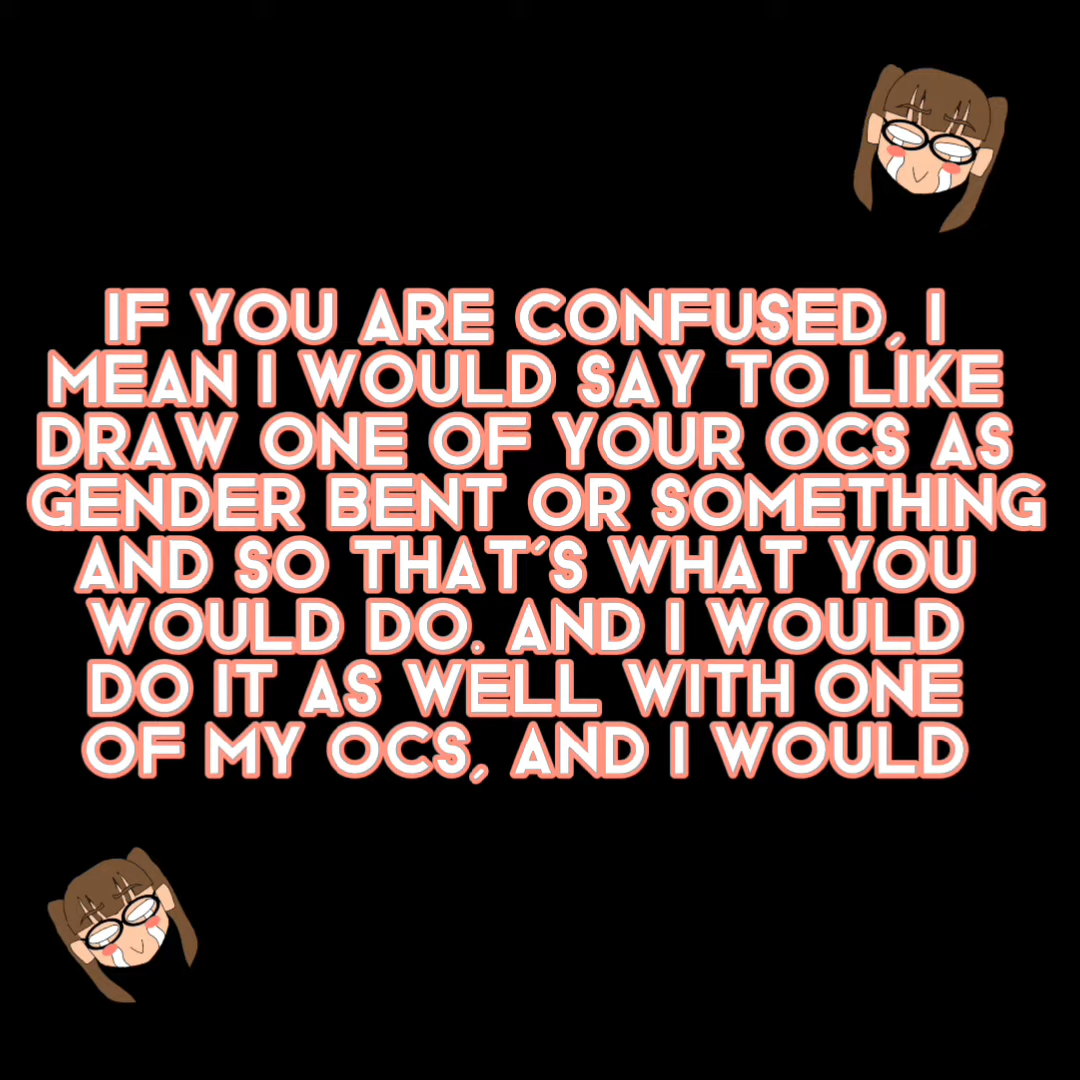 IF YOU ARE CONFUSED, I
MEAN I WOULD SAY TO LIKE
DRAW ONE OF YOUR OCS AS
GENDER BENT OR SOMETHING
AND SO THAT'S WHAT YOU
WOULD DO. AND I WOULD
DO IT AS WELL WITH ONE
OF MY OCS, AND I WOULD